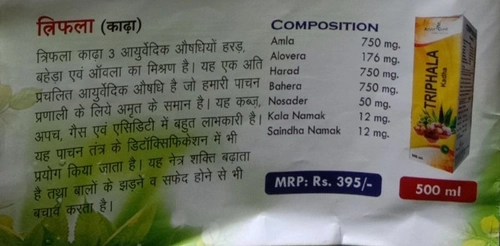 त्रिफला (काढ़ा)
त्रिफला काढ़ा 3 आयुर्वेदिक औषधियों हरड़,
बहेड़ा एवं आँवला का मिश्रण है। यह एक अति
प्रचलित आयुर्वेदिक औषधि है जो हमारी पाचन
प्रणाली के लिये अमृत के समान है। यह कब्ज़,
अपच, गैस एवं एसिडिटी में बहुत लाभकारी है।
यह पाचन तंत्र के डिटॉक्सिफिकेशन में भी
प्रयोग किया जाता है। यह नेत्र शक्ति बढ़ाता
है तथा बालों के झड़ने व सफेद होने से भी
बचाव करता है।
COMPOSITION
Amla 750 mg.
Alovera 176 mg.
Harad 750 mg.
Bahera 750 mg.
Nosader 50 mg.
Kala Namak 12 mg.
Saindha Namak 12 mg.
MRP: Rs. 395/-
TRIPHALA
Kadha
500 ml